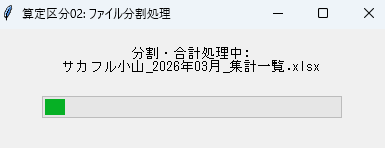 算定区分02: ファイル分割処理
分割・合計処理中:
サカフル小山_2026年03月_集計一覧.xlsx